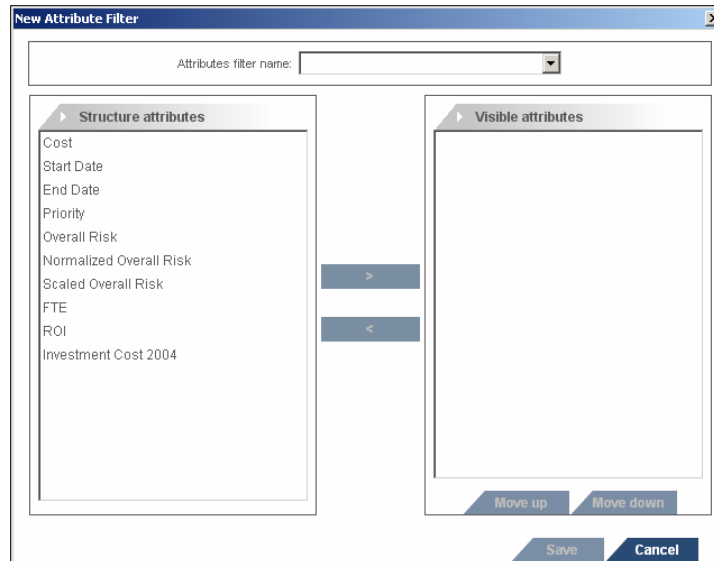 New Attribute Filter
Attributes filter name:
Structure attributes
Cost
Start Date
End Date
Priority
Overall Risk
Normalized Overall Risk
Scaled Overall Risk
FTE
ROI
Investment Cost 2004
>
<
Visible attributes
Move up Move down
Save Cancel